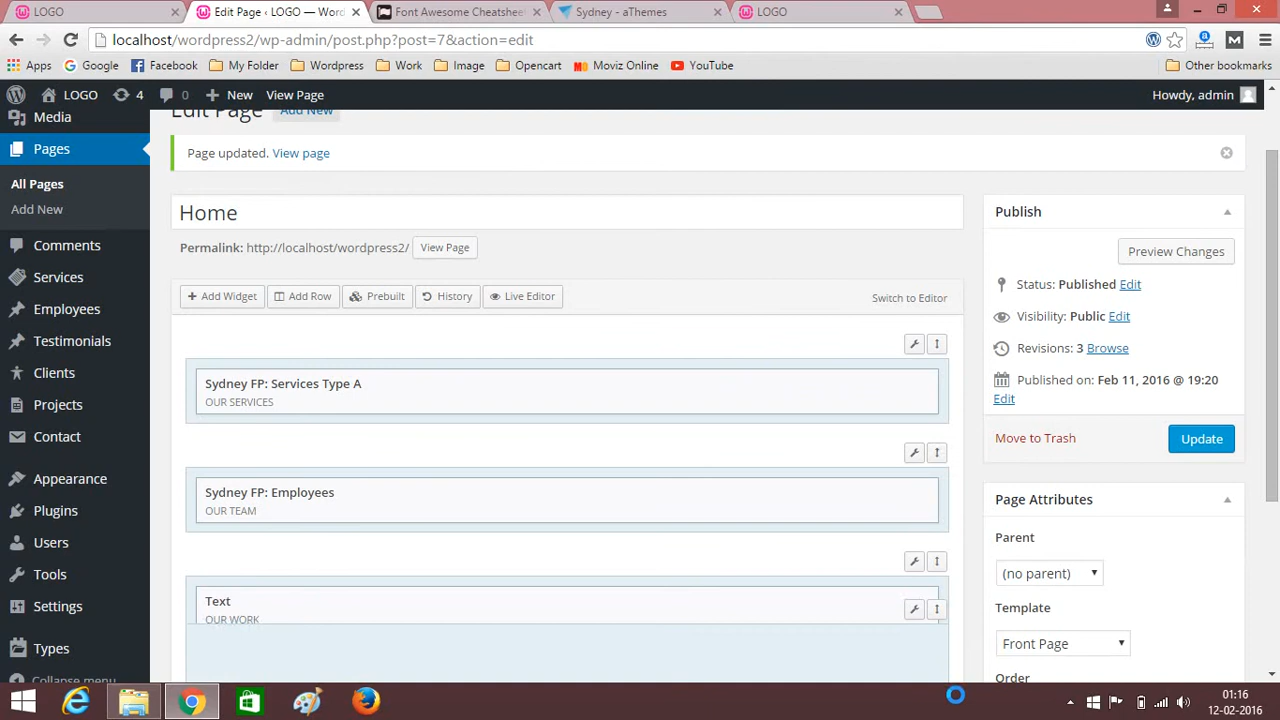 LOGO
Edit Page ‹ LOGO — Word
Font Awesome Cheatshee
Sydney - aThemes
LOGO
localhost/wordpress2/wp-admin/post.php?post=7&action=edit
Apps
Google
Facebook
My Folder
Wordpress
Work
Image
Opencart
Moviz Online
YouTube
Other bookmarks
LOGO
4
0
New
View Page
Howdy, admin
Edit Page
Add New
Media
Page updated. View page
Pages
All Pages
Add New
Comments
Services
Employees
Testimonials
Clients
Projects
Contact
Appearance
Plugins
Users
Tools
Settings
Types
Collapse menu
Home
Permalink: http://localhost/wordpress2/
View Page
Add Widget
Add Row
Prebuilt
History
Live Editor
Switch to Editor
Sydney FP: Services Type A
OUR SERVICES
Sydney FP: Employees
OUR TEAM
Text
OUR WORK
Publish
Preview Changes
Status: Published Edit
Visibility: Public Edit
Revisions: 3 Browse
Published on: Feb 11, 2016 @ 19:20
Edit
Move to Trash
Update
Page Attributes
Parent
(no parent)
Template
Front Page
Order
01:16
12-02-2016